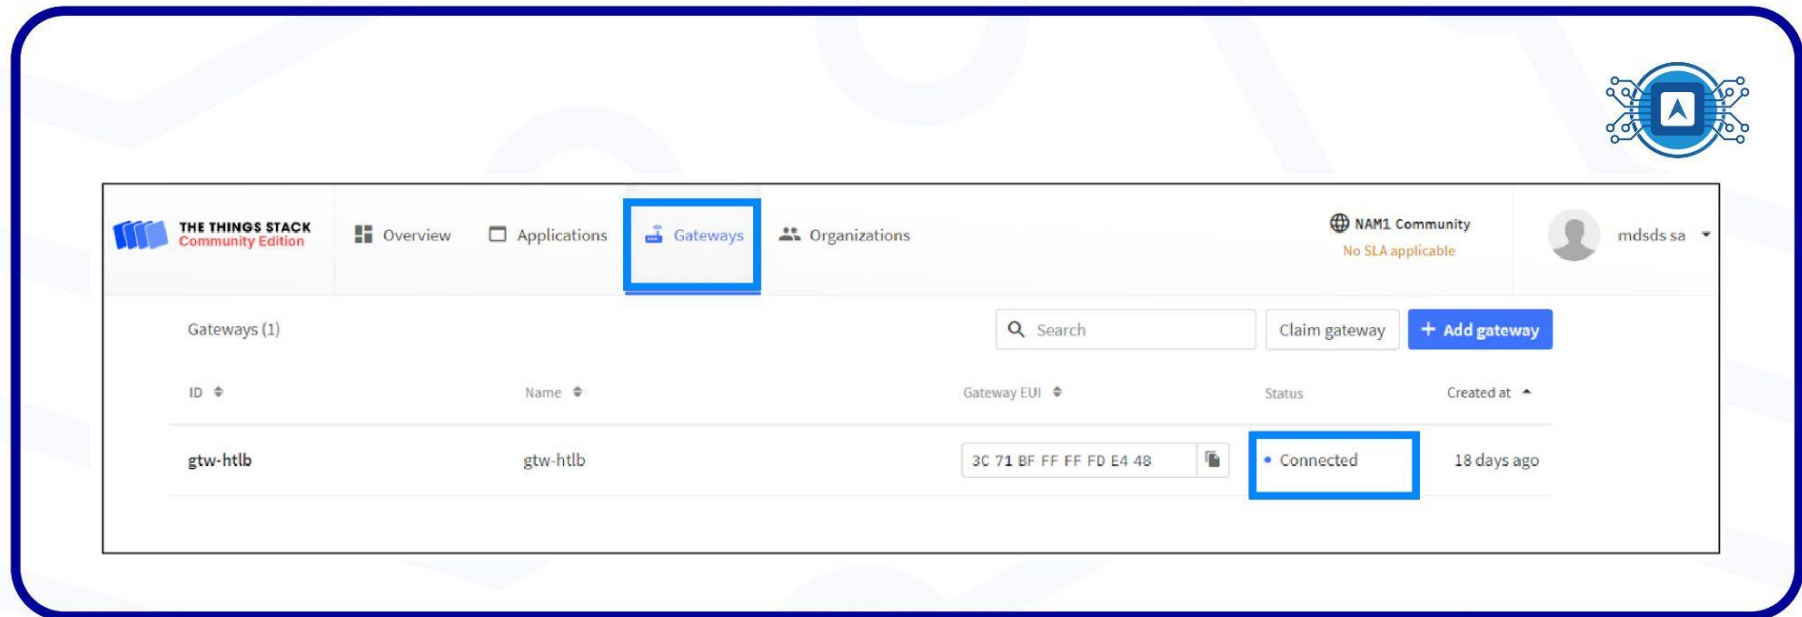 THE THINGS STACK
Community Edition
Overview
Applications
Gateways
Organizations
NAM1 Community
No SLA applicable
mdsds sa
Gateways (1)
Search
Claim gateway
+ Add gateway
ID
Name
Gateway EUI
Status
Created at
gtw-htlb
gtw-htlb
3C 71 BF FF FF FD E4 48
Connected
18 days ago